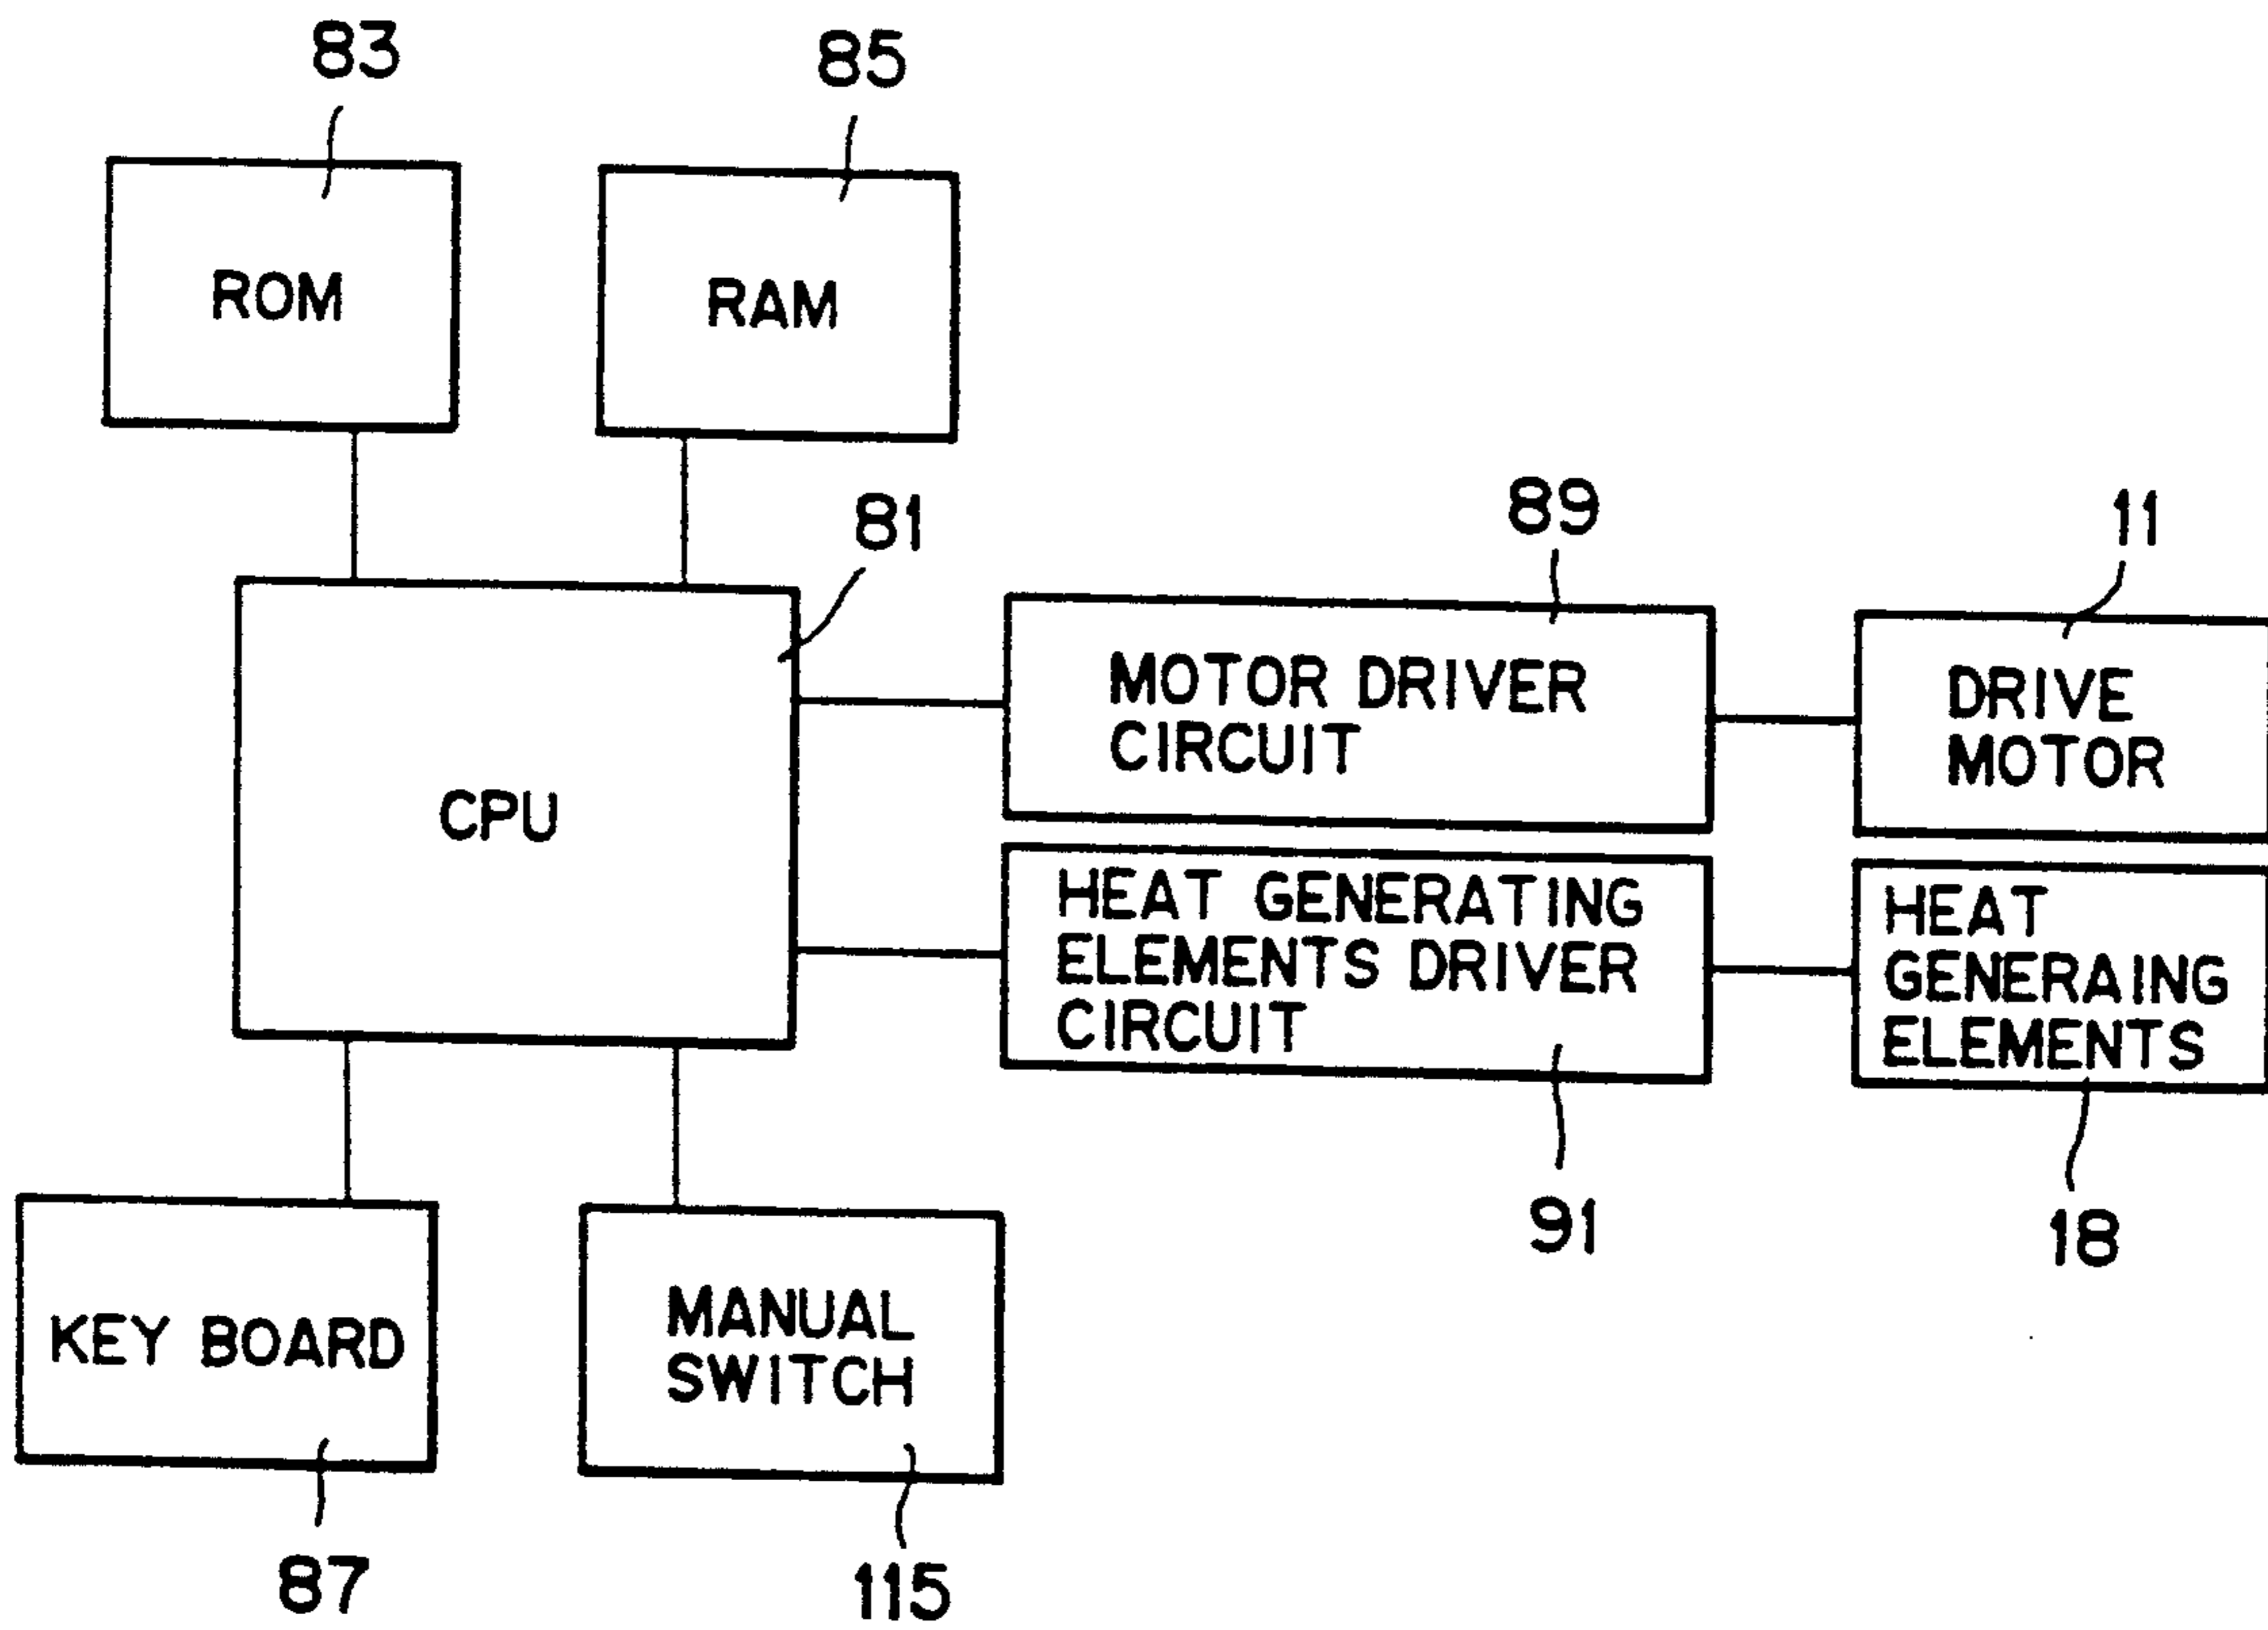 83
85
ROM
RAM
81
89
11
MOTOR DRIVER
CIRCUIT
DRIVE
MOTOR
CPU
HEAT GENERATING
ELEMENTS DRIVER
CIRCUIT
HEAT
GENERAING
ELEMENTS
91
18
KEY BOARD
MANUAL
SWITCH
87
115